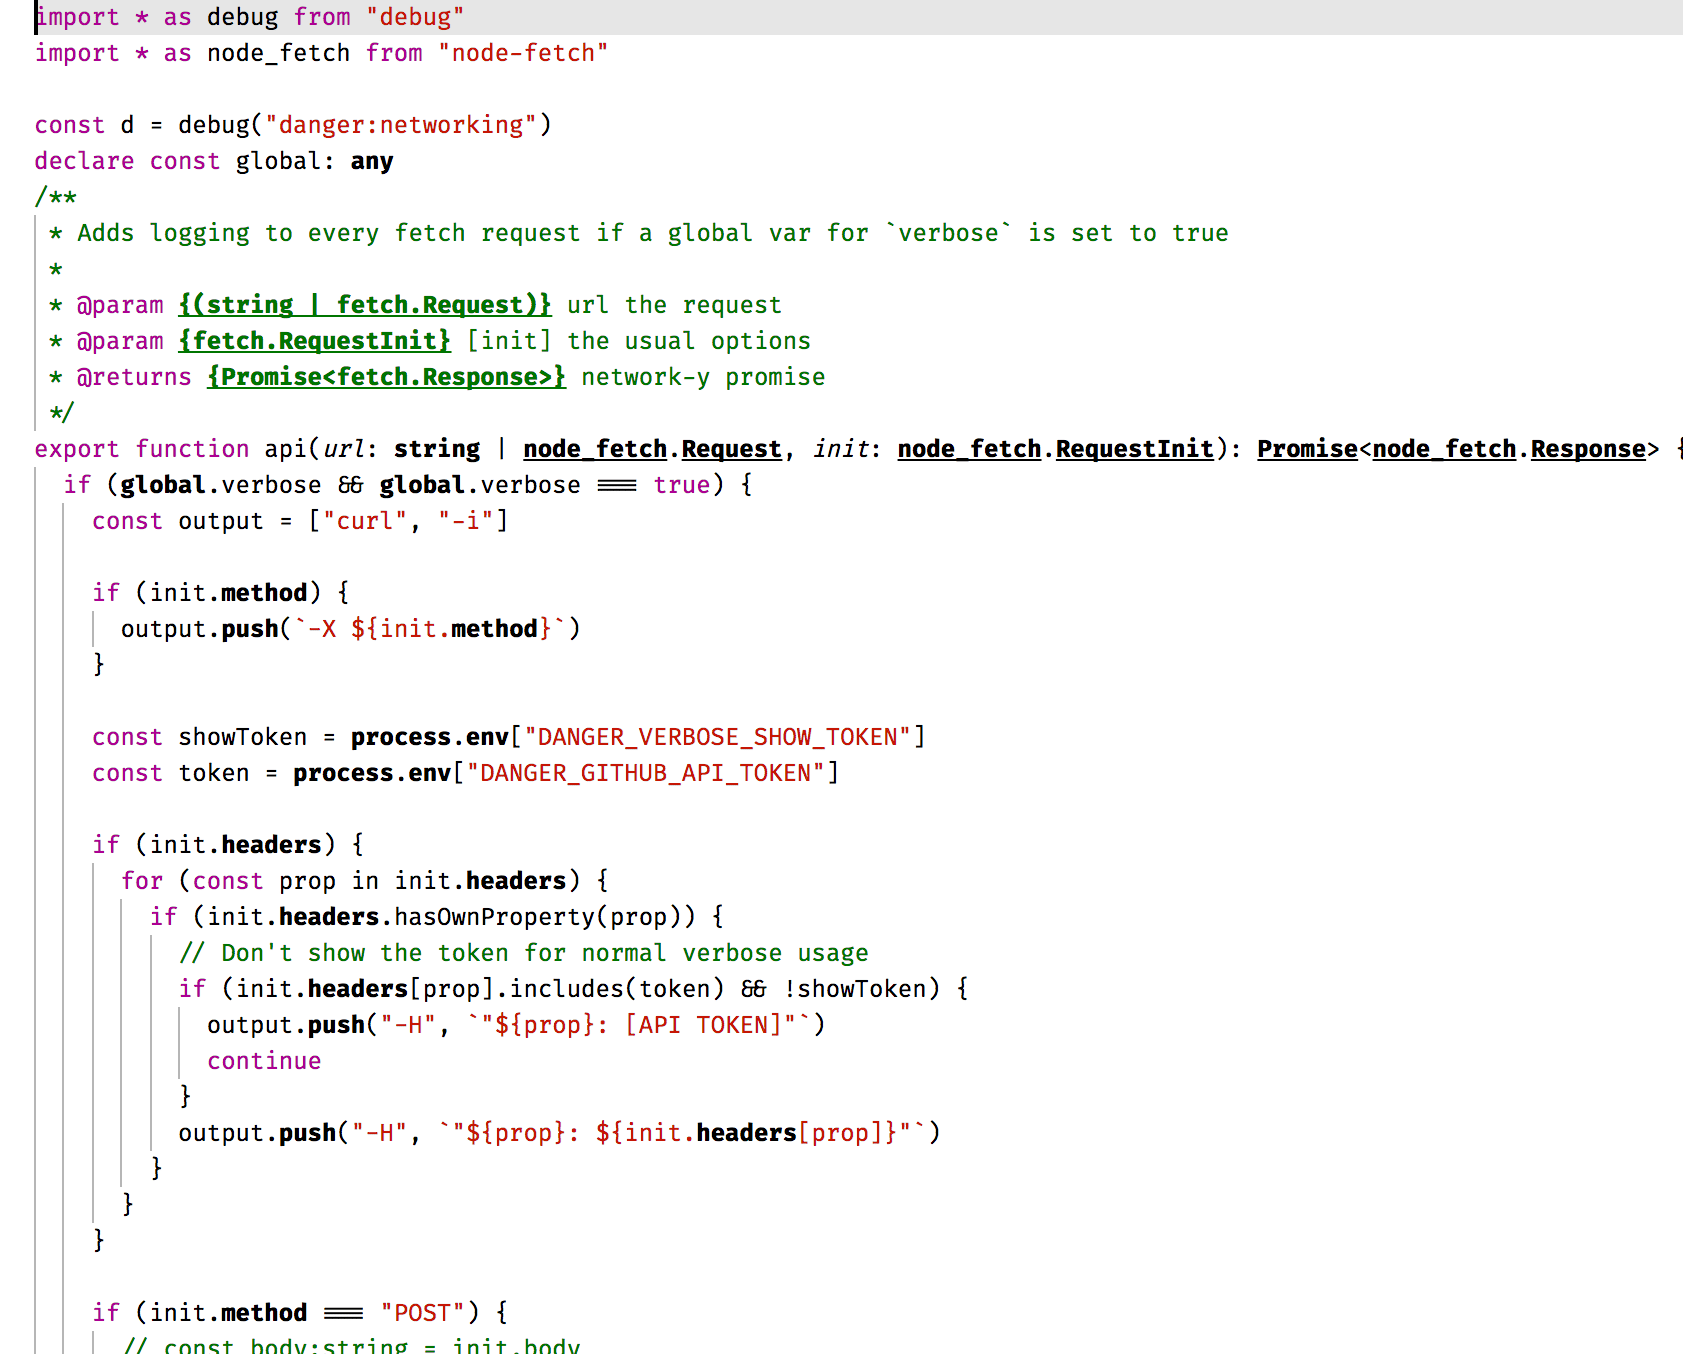 import * as debug from "debug"
import * as node_fetch from "node-fetch"

const d = debug("danger:networking")
declare const global: any
/**
 * Adds logging to every fetch request if a global var for `verbose` is set to true
 *
 * @param {(string | fetch.Request)} url the request
 * @param {fetch.RequestInit} [init] the usual options
 * @returns {Promise<fetch.Response>} network-y promise
 */
export function api(url: string | node_fetch.Request, init: node_fetch.RequestInit): Promise<node_fetch.Response> {
  if (global.verbose && global.verbose === true) {
    const output = ["curl", "-i"]

    if (init.method) {
      output.push(`-X ${init.method}`)
    }

    const showToken = process.env["DANGER_VERBOSE_SHOW_TOKEN"]
    const token = process.env["DANGER_GITHUB_API_TOKEN"]

    if (init.headers) {
      for (const prop in init.headers) {
        if (init.headers.hasOwnProperty(prop)) {
          // Don't show the token for normal verbose usage
          if (init.headers[prop].includes(token) && !showToken) {
            output.push("-H", `"${prop}: [API TOKEN]"`)
            continue
          }
          output.push("-H", `"${prop}: ${init.headers[prop]}"`)
        }
      }
    }

    if (init.method === "POST") {
      // const body:string = init.body